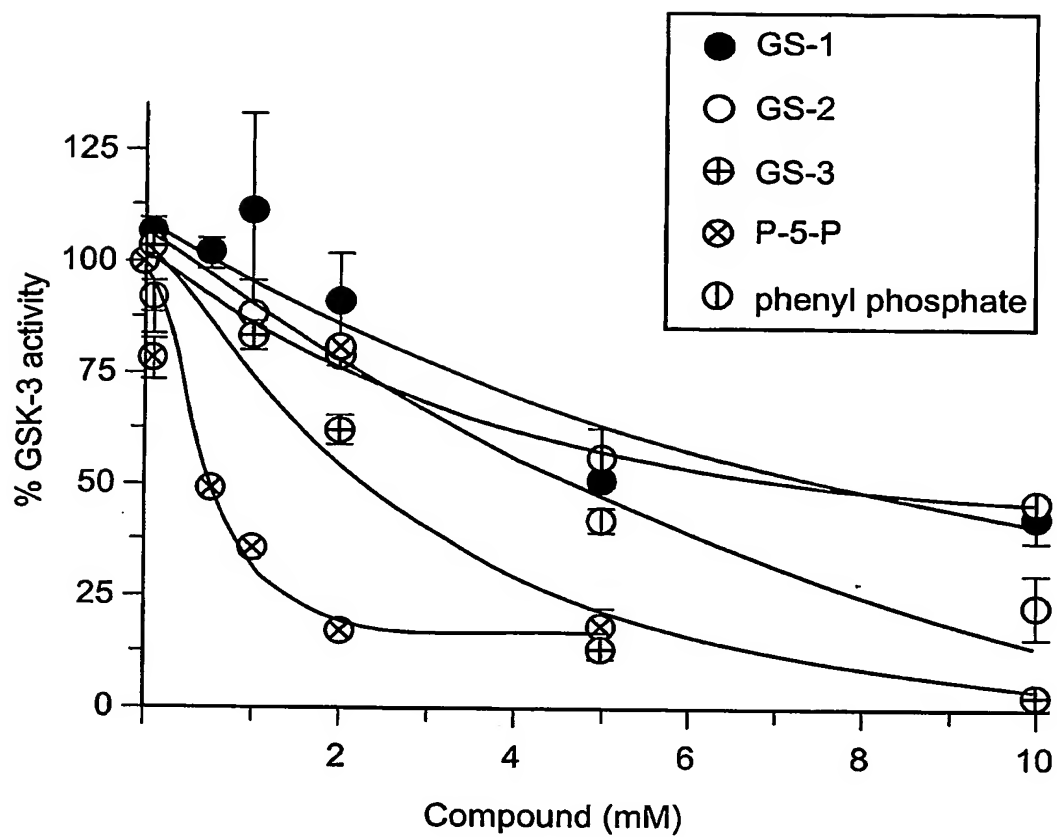 GS-1
GS-2
GS-3
P-5-P
phenyl phosphate
% GSK-3 activity
125
100
75
50
25
0
2
4
6
8
10
Compound (mM)